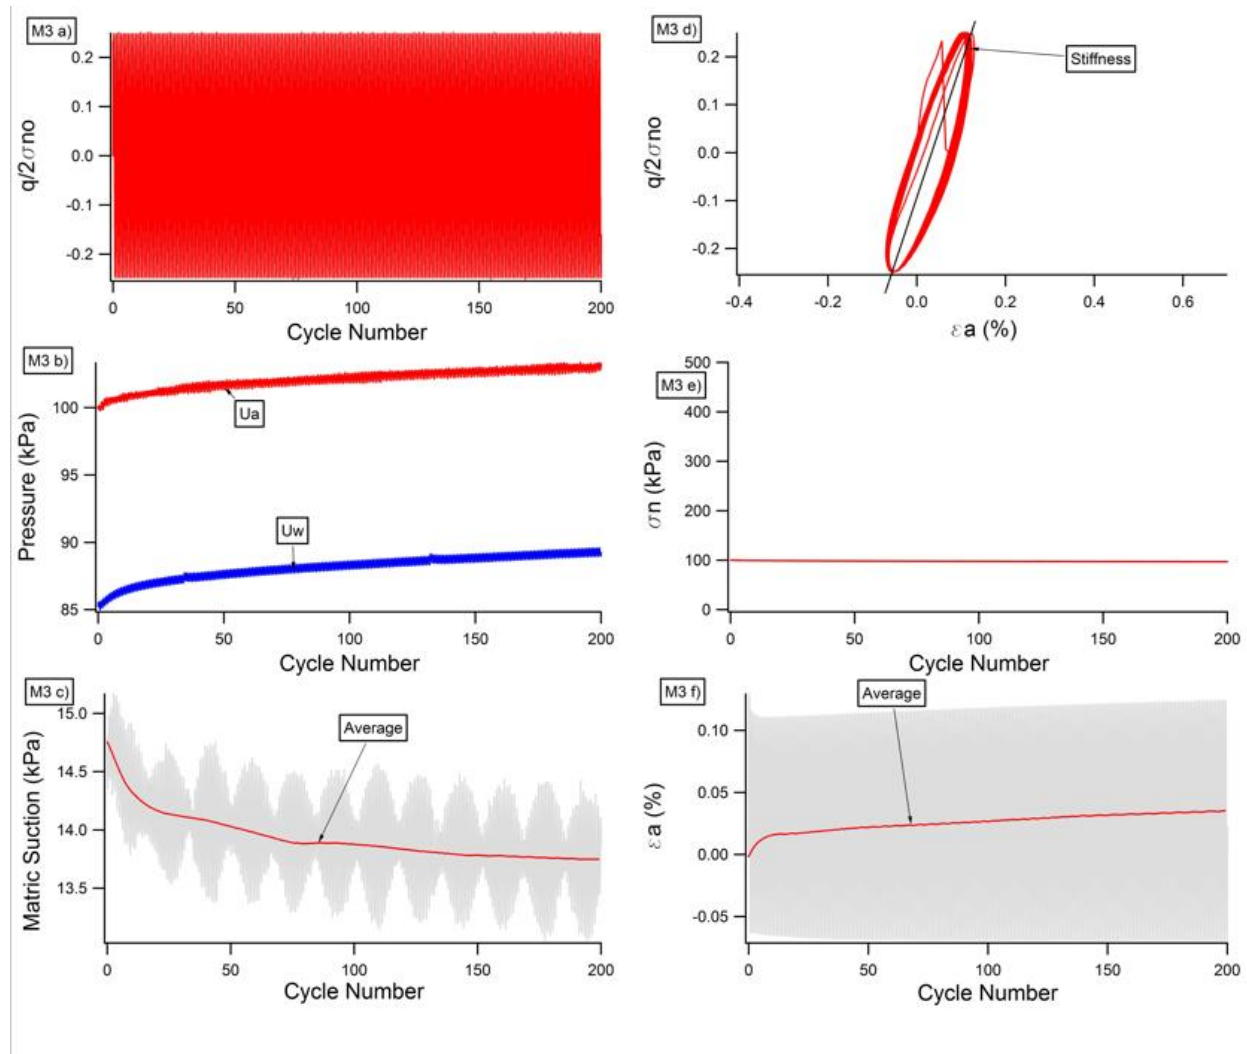 M3 a)
q/2σno
0.2
0.1
0.0
-0.1
-0.2
0
50
100
150
200
Cycle Number
M3 d)
q/2σno
0.2
0.1
0.0
-0.1
-0.2
Stiffness
-0.4
-0.2
0.0
0.2
0.4
0.6
εa (%)
M3 b)
Pressure (kPa)
100
95
90
85
Ua
Uw
0
50
100
150
200
Cycle Number
M3 e)
σn (kPa)
500
400
300
200
100
0
0
50
100
150
200
Cycle Number
M3 c)
Matric Suction (kPa)
15.0
14.5
14.0
13.5
Average
0
50
100
150
200
Cycle Number
M3 f)
εa (%)
0.10
0.05
0.00
-0.05
Average
0
50
100
150
200
Cycle Number